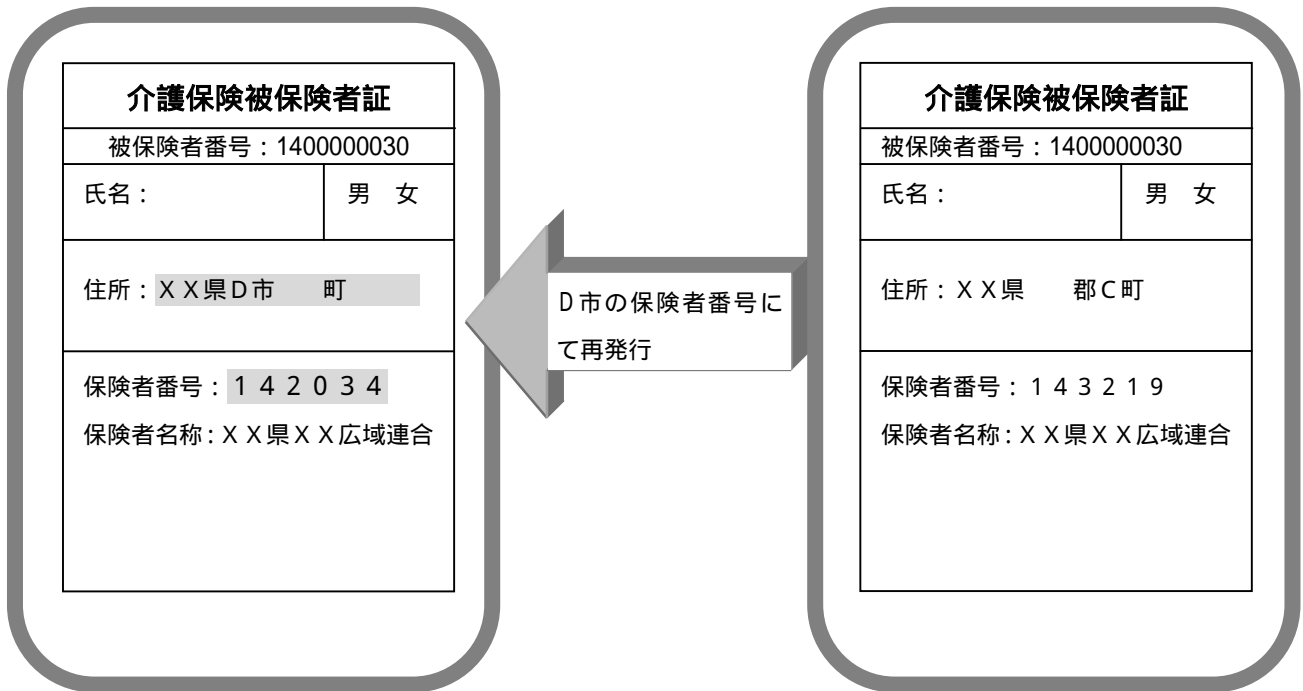 介護保険被保険者証
被保険者番号：1400000030
氏名：
男　女
住所：ＸＸ県Ｄ市　　町
保険者番号：１４２０３４
保険者名称：ＸＸ県ＸＸ広域連合
Ｄ市の保険者番号に
て再発行
介護保険被保険者証
被保険者番号：1400000030
氏名：
男　女
住所：ＸＸ県　　郡Ｃ町
保険者番号：１４３２１９
保険者名称：ＸＸ県ＸＸ広域連合